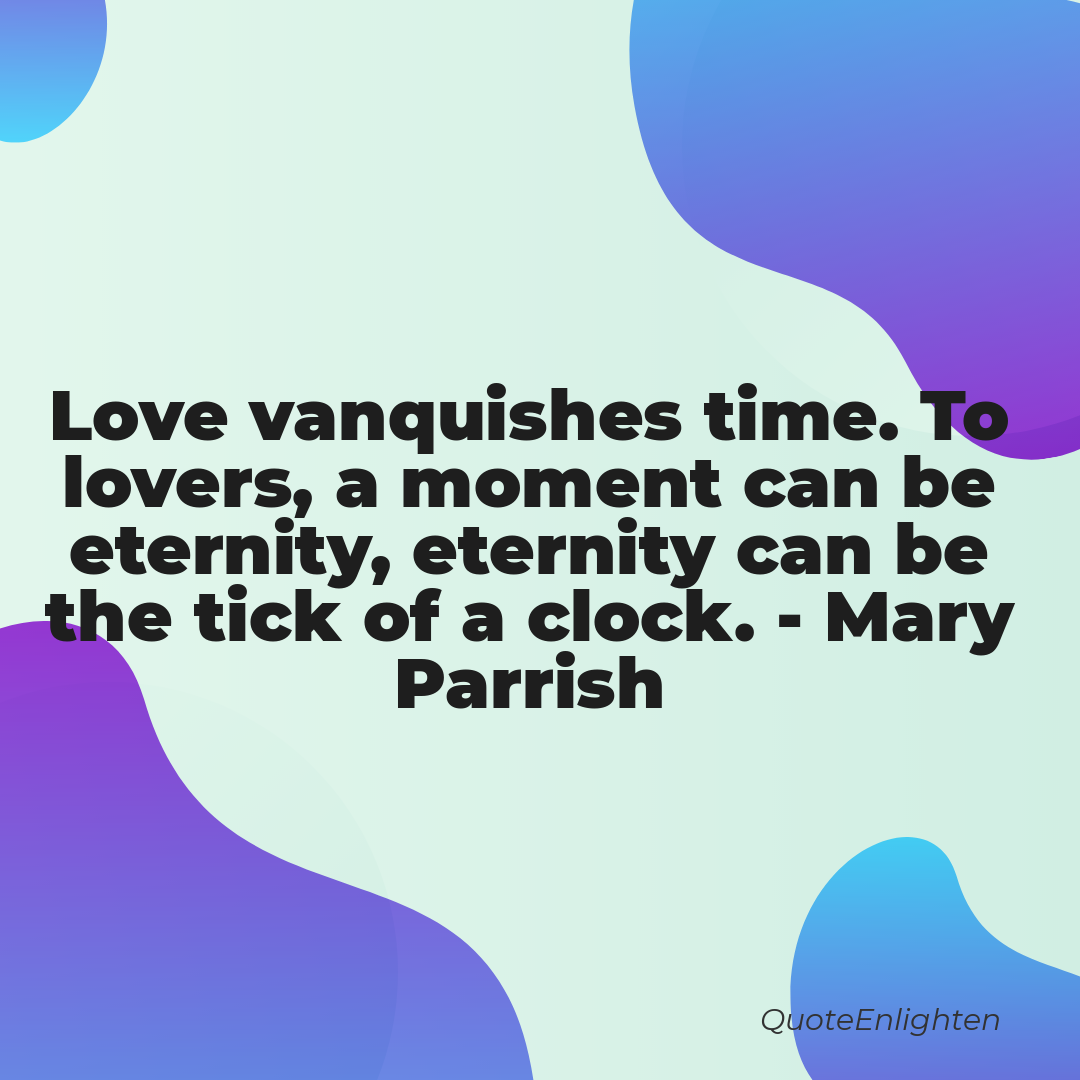 Love vanquishes time. To
lovers, a moment can be
eternity, eternity can be
the tick of a clock. - Mary
Parrish
QuoteEnlighten